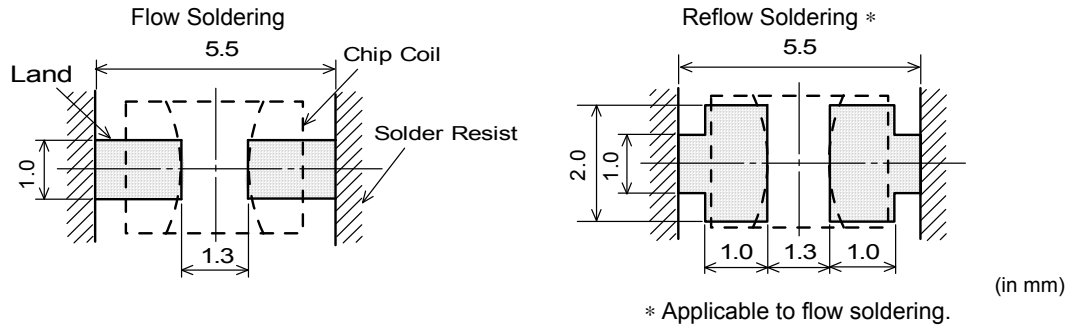 Flow Soldering
5.5
Land
Chip Coil
Solder Resist
1.0
1.3
Reflow Soldering *
5.5
2.0
1.0
1.0
1.3
1.0
(in mm)
* Applicable to flow soldering.